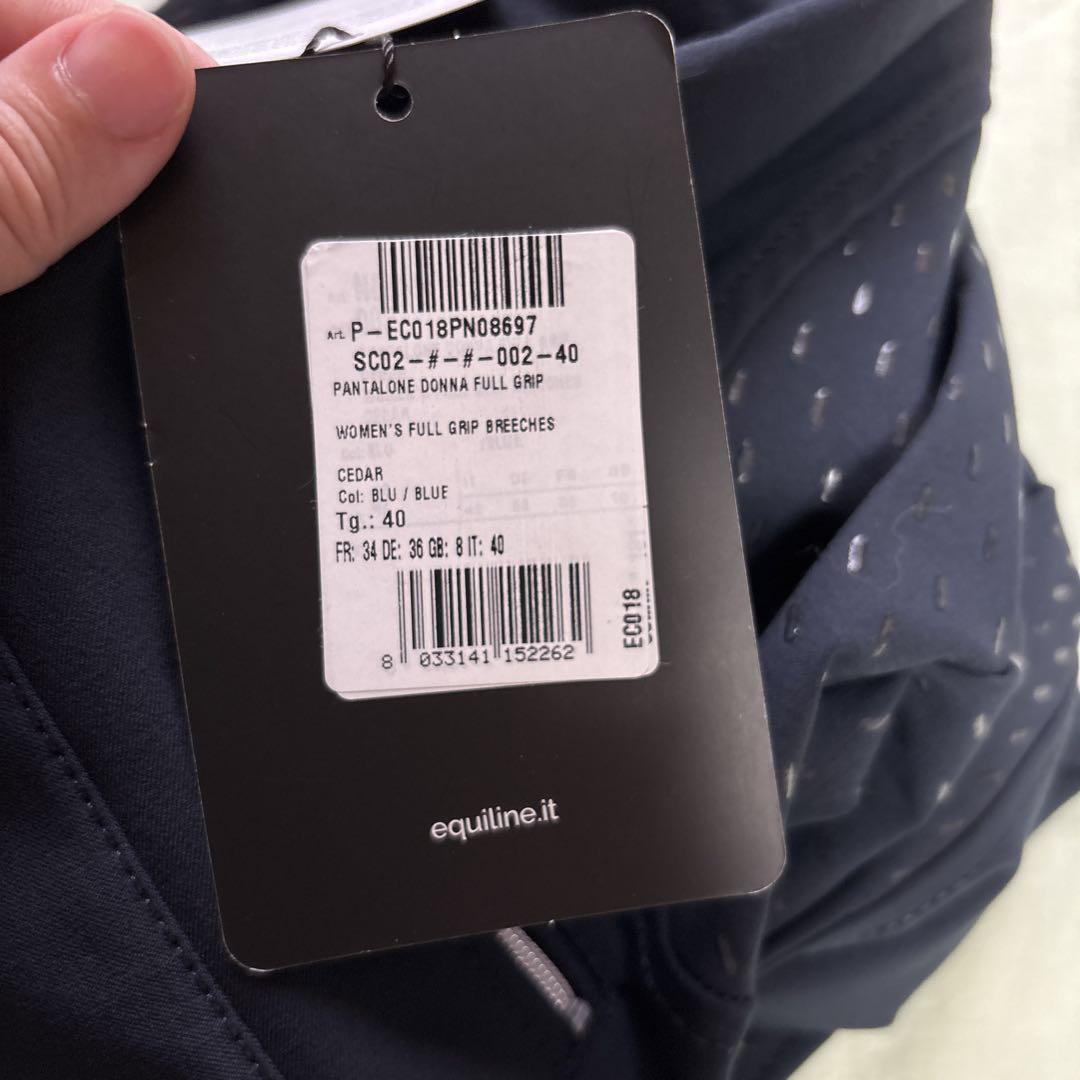 Art. P-EC018PN08697
SC02-#-#-002-40
PANTALONE DONNA FULL GRIP
WOMEN'S FULL GRIP BREECHES
CEDAR
Col: BLU / BLUE
Tg.: 40
FR: 34 DE: 36 GB: 8 IT: 40
8 033141 152262
EC018
equiline.it